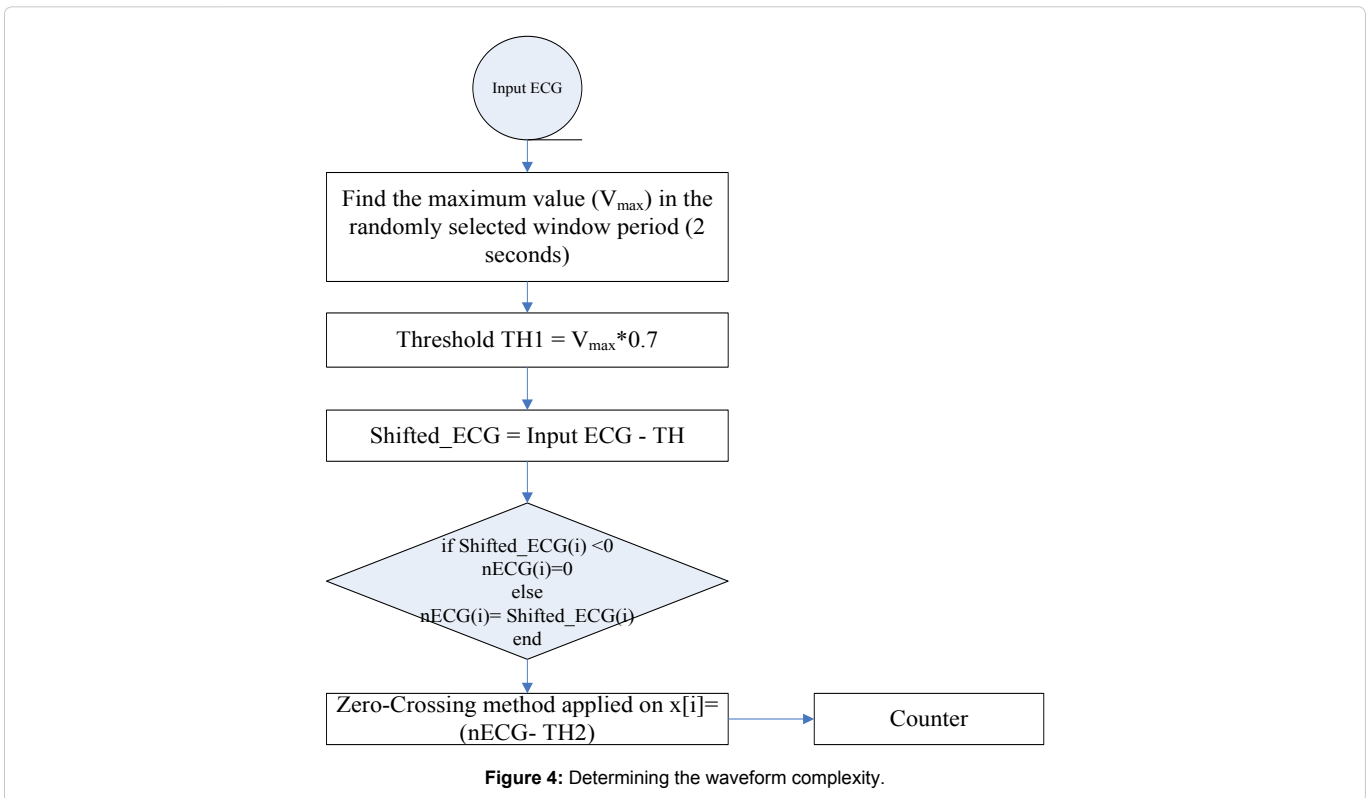 Input ECG
Find the maximum value (Vmax) in the
randomly selected window period (2
seconds)
Threshold TH1 = Vmax*0.7
Shifted_ECG = Input ECG - TH
if Shifted_ECG(i) <0
nECG(i)=0
else
nECG(i)= Shifted_ECG(i)
end
Zero-Crossing method applied on x[i]=
(nECG- TH2)
Counter
Figure 4: Determining the waveform complexity.